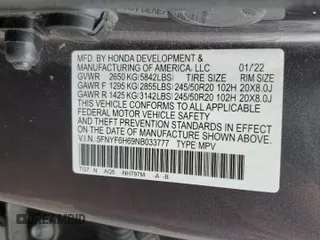 MFD. BY HONDA DEVELOPMENT &
MANUFACTURING OF AMERICA, LLC 01/22
GVWR 2650 KG(5842LBS) TIRE SIZE RIM SIZE
GAWR F 1295 KG(2855LBS) 245/50R20 102H 20X8.0J
GAWR R 1425 KG(3142LBS) 245/50R20 102H 20X8.0J
THIS VEHICLE CONFORMS TO ALL APPLICABLE
FEDERAL MOTOR VEHICLE SAFETY AND THEFT
PREVENTION STANDARDS IN EFFECT ON THE
DATE OF MANUFACTURE SHOWN ABOVE.
V.I.N. 5FNYF6H69NB033777 TYPE MPV
TG7 N AQ5 -NH797M -A -B